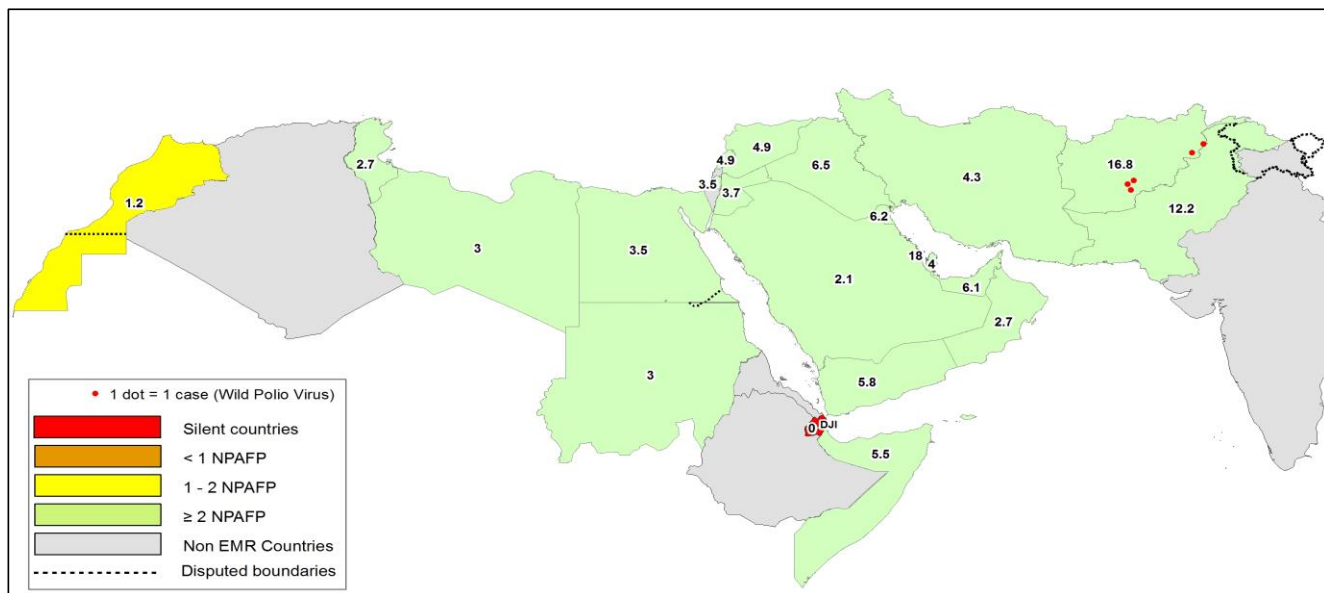 2.7
4.9
4.9
6.5
16.8
1.2
3.5
3.7
4.3
12.2
6.2
3
3.5
18
4
2.1
6.1
2.7
3
5.8
0
DJI
5.5
1 dot = 1 case (Wild Polio Virus)
Silent countries
< 1 NPAFP
1 - 2 NPAFP
≥ 2 NPAFP
Non EMR Countries
Disputed boundaries